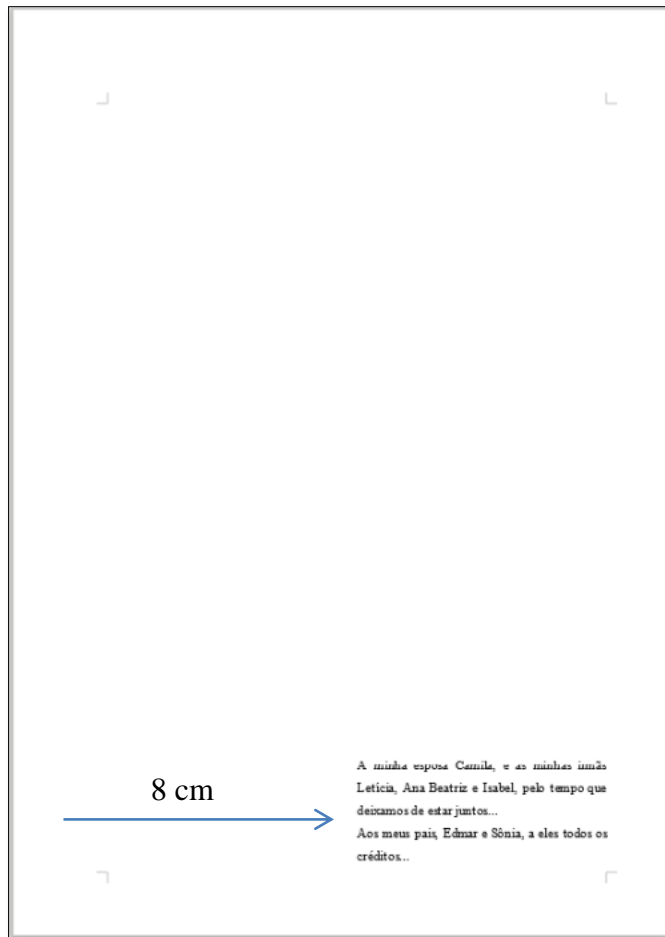 A minha esposa Camila, e as minhas irmãs
Letícia, Ana Beatriz e Isabel, pelo tempo que
deixamos de estar juntos...
Aos meus pais, Edmar e Sônia, a eles todos os
créditos...
8 cm